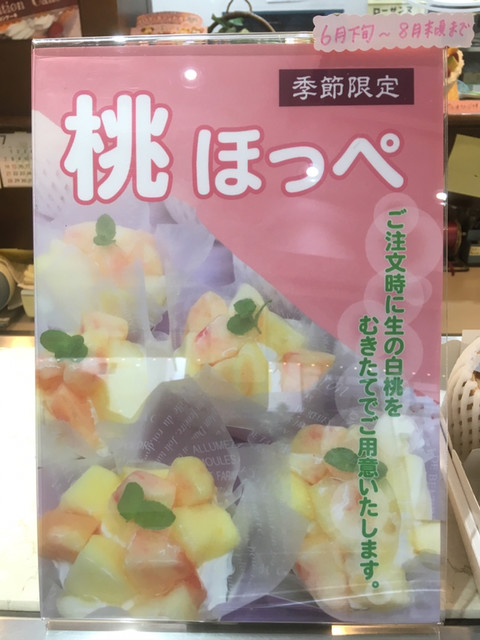 6月下旬～8月末頃まで
季節限定
桃ほっぺ
ご注文時に生の白桃を
むきたてでご用意いたします。
ALLUME